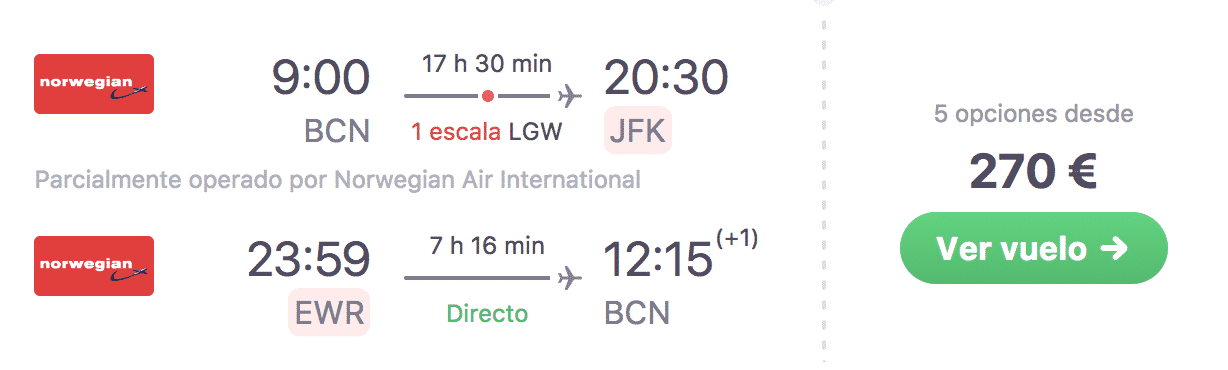 norwegian
9:00 17 h 30 min 20:30
BCN 1 escala LGW JFK
Parcialmente operado por Norwegian Air International
norwegian
23:59 7 h 16 min 12:15 (+1)
EWR Directo BCN
5 opciones desde
270 €
Ver vuelo →